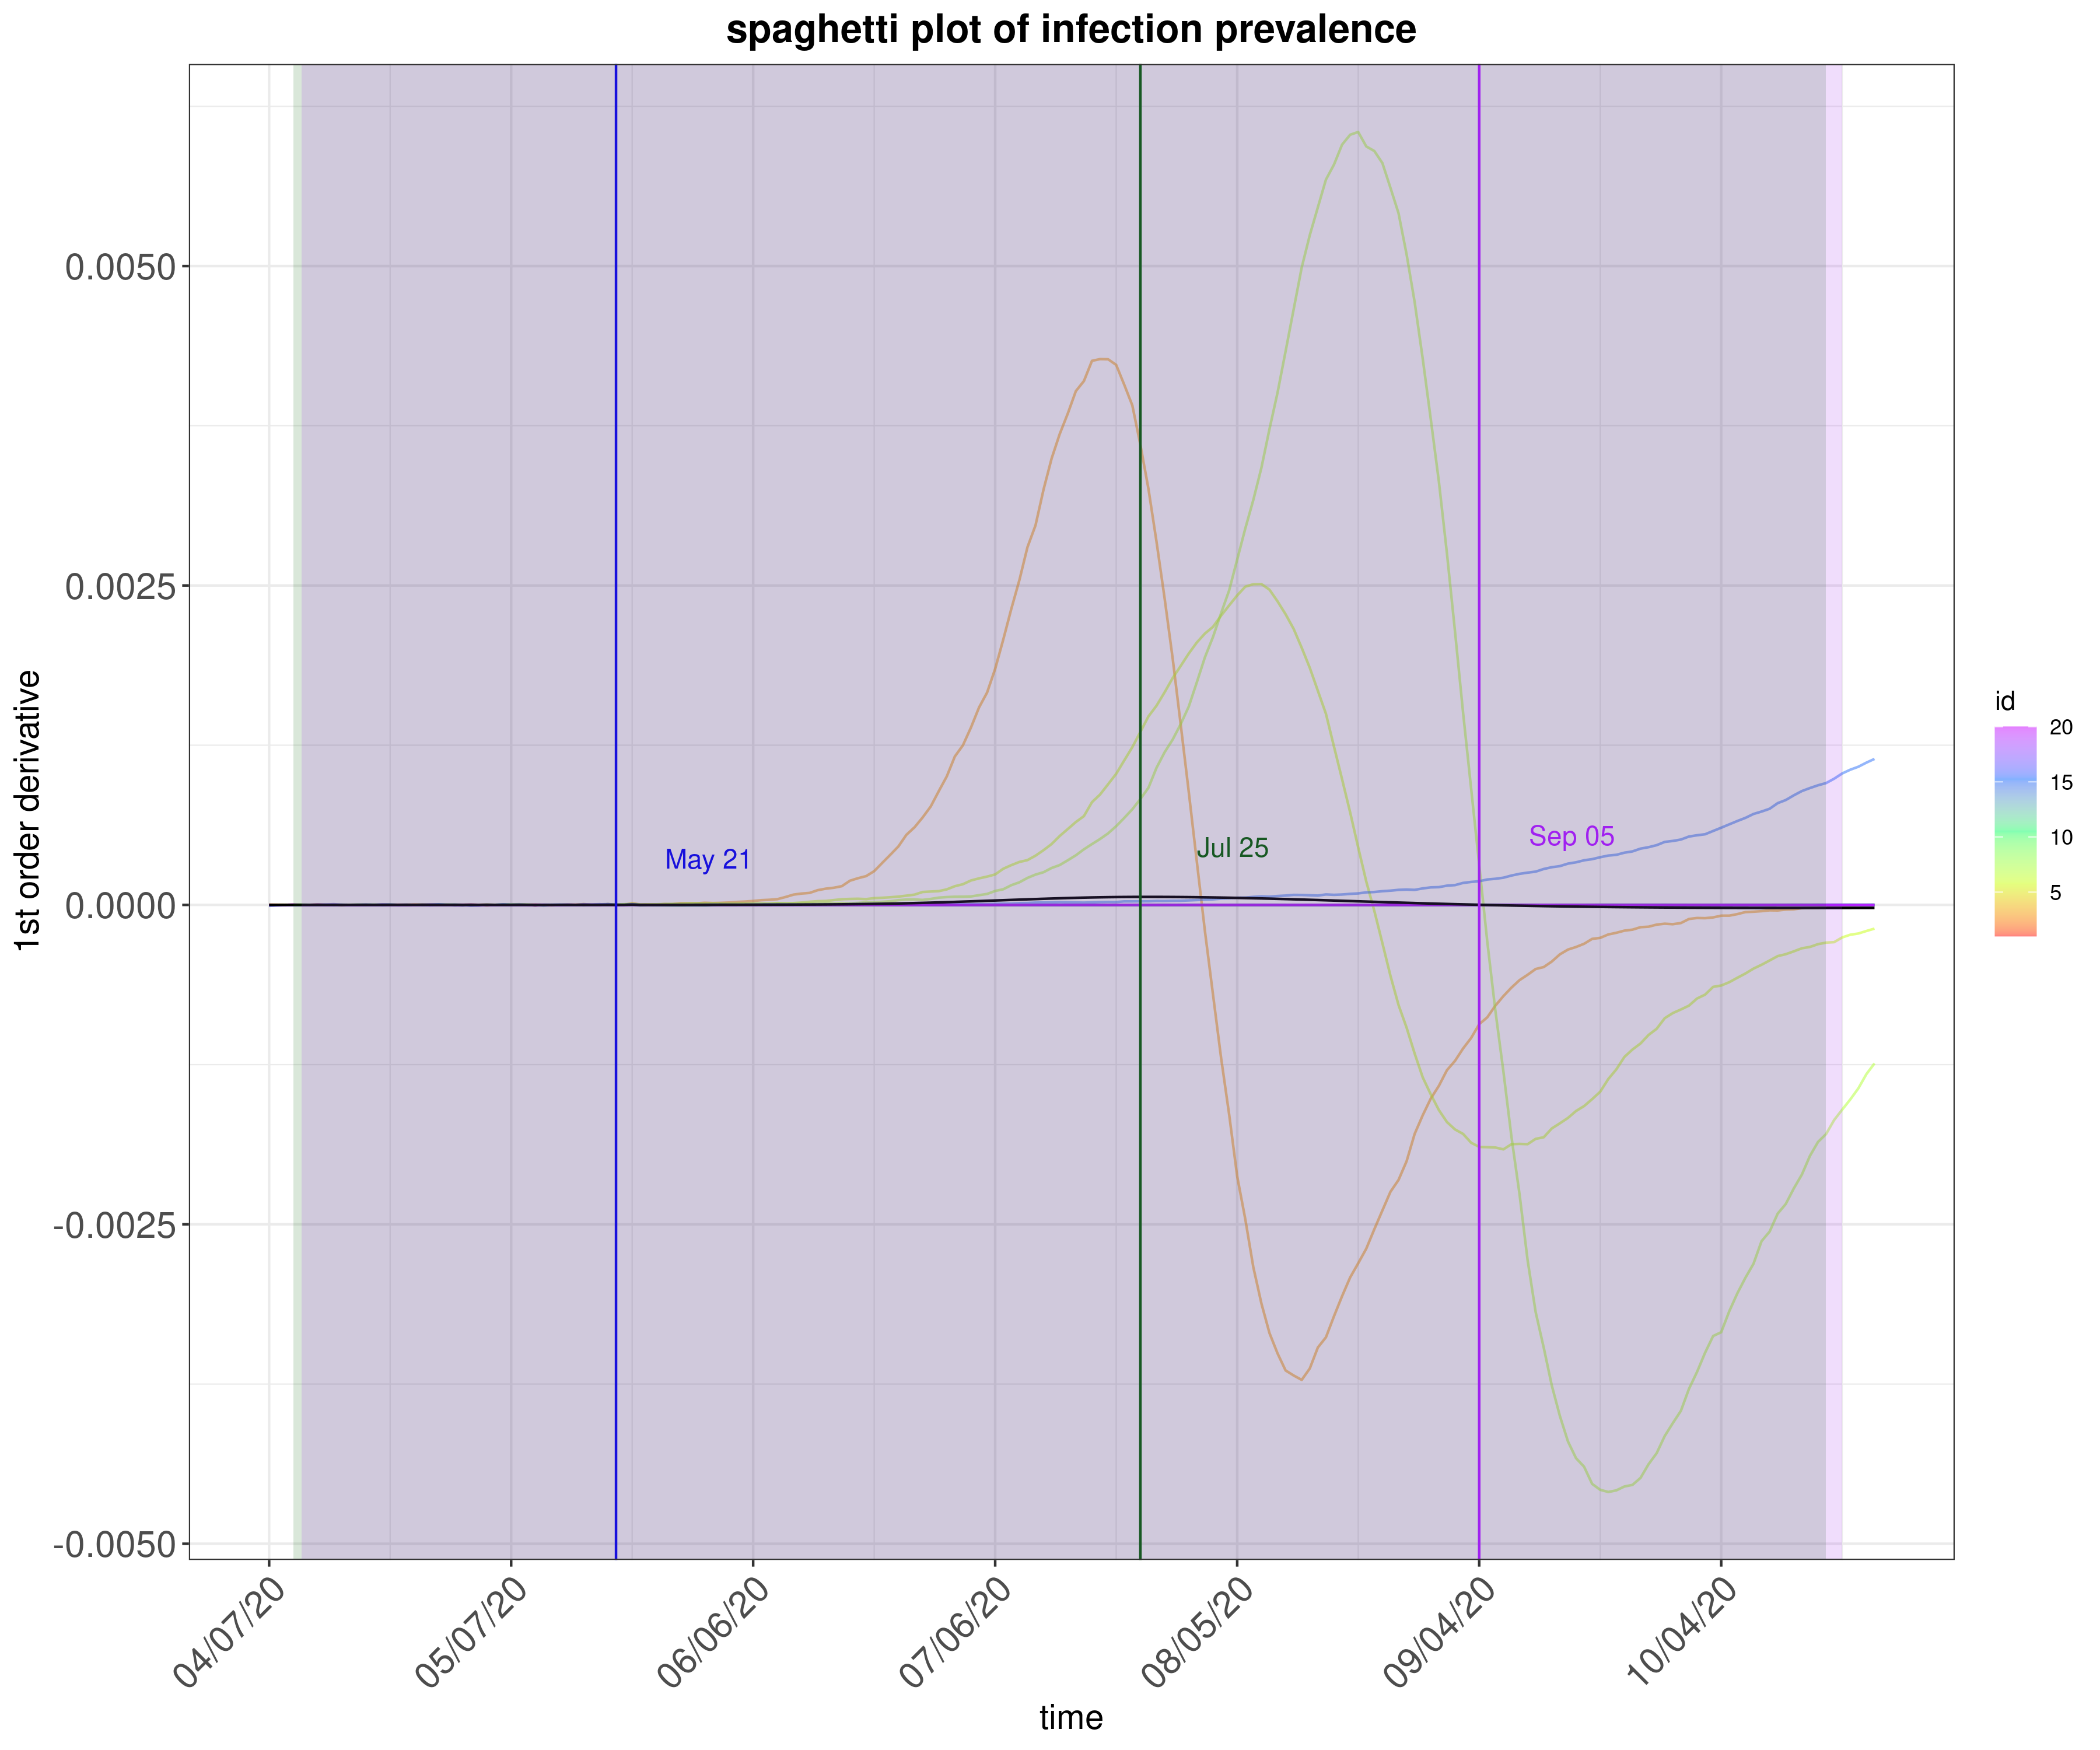 spaghetti plot of infection prevalence
1st order derivative
0.0050
0.0025
0.0000
-0.0025
-0.0050
May 21
Jul 25
Sep 05
04/07/20
05/07/20
06/06/20
07/06/20
08/05/20
09/04/20
10/04/20
time
id
20
15
10
5